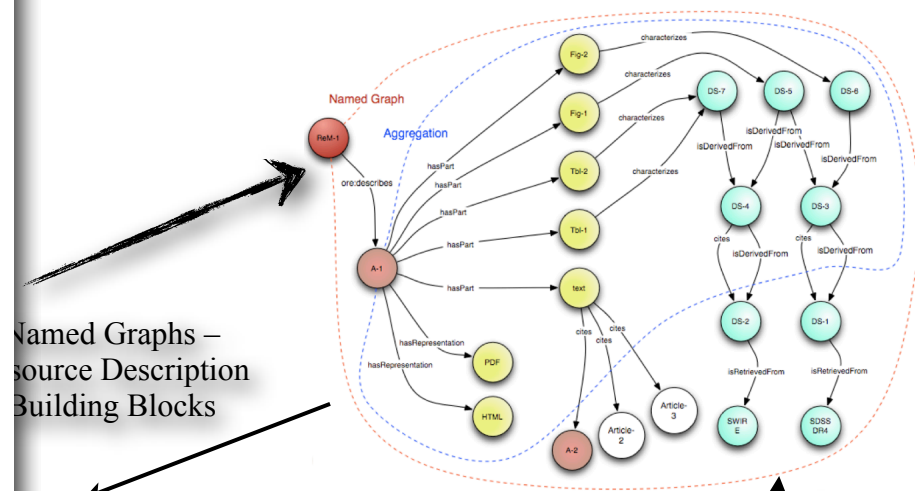 Fig-2
characterizes
characterizes
Named Graph
DS-7
DS-5
DS-6
Fig-1
Aggregation
ReM-1
characterizes
isDerivedFrom
hasPart
isDerivedFrom
isDerivedFrom
isDerivedFrom
ore:describes
hasPart
Tbl-2
characterizes
hasPart
DS-4
DS-3
Tbl-1
cites
cites
hasPart
isDerivedFrom
isDerivedFrom
A-1
hasPart
text
Named Graphs –
source Description
Building Blocks
cites
cites
cites
DS-2
DS-1
hasRepresentation
hasRepresentation
PDF
isRetrievedFrom
isRetrievedFrom
HTML
Article-
3
Article-
2
A-2
SWIR
E
SDSS
DR4